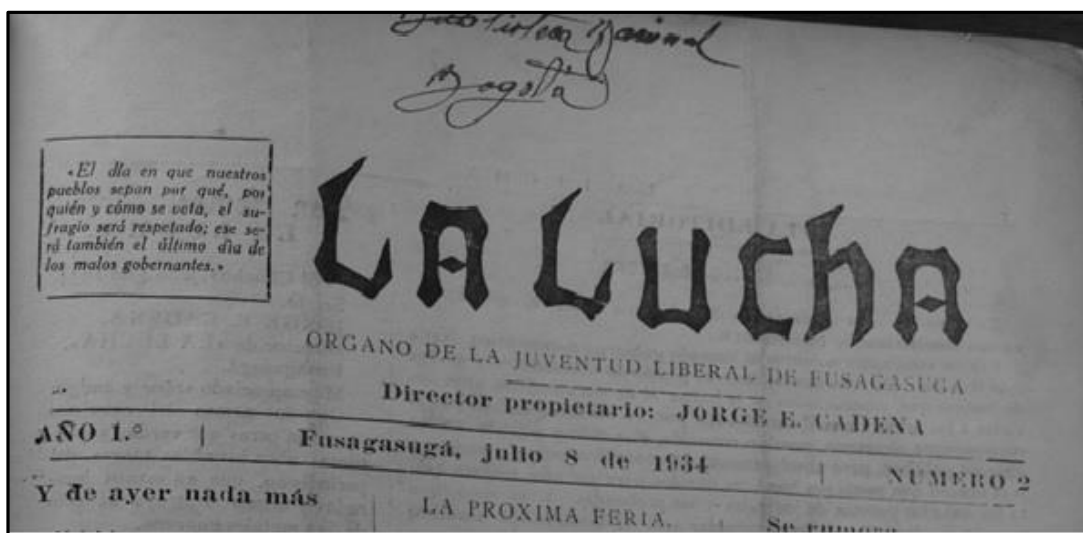 Biblioteca Nacional
Bogotá
«El día en que nuestros
pueblos sepan por qué, por
quién y cómo se vota, el su-
fragio será respetado; ese se-
rá también el último dia de
los malos gobernantes.»
LA LUCHA
ORGANO DE LA JUVENTUD LIBERAL DE FUSAGASUGA
Director propietario: JORGE E. CADENA
AÑO 1.° | Fusagasugá, julio 8 de 1934 | NUMERO 2
Y de ayer nada más
LA PROXIMA FERIA.
Se rumora